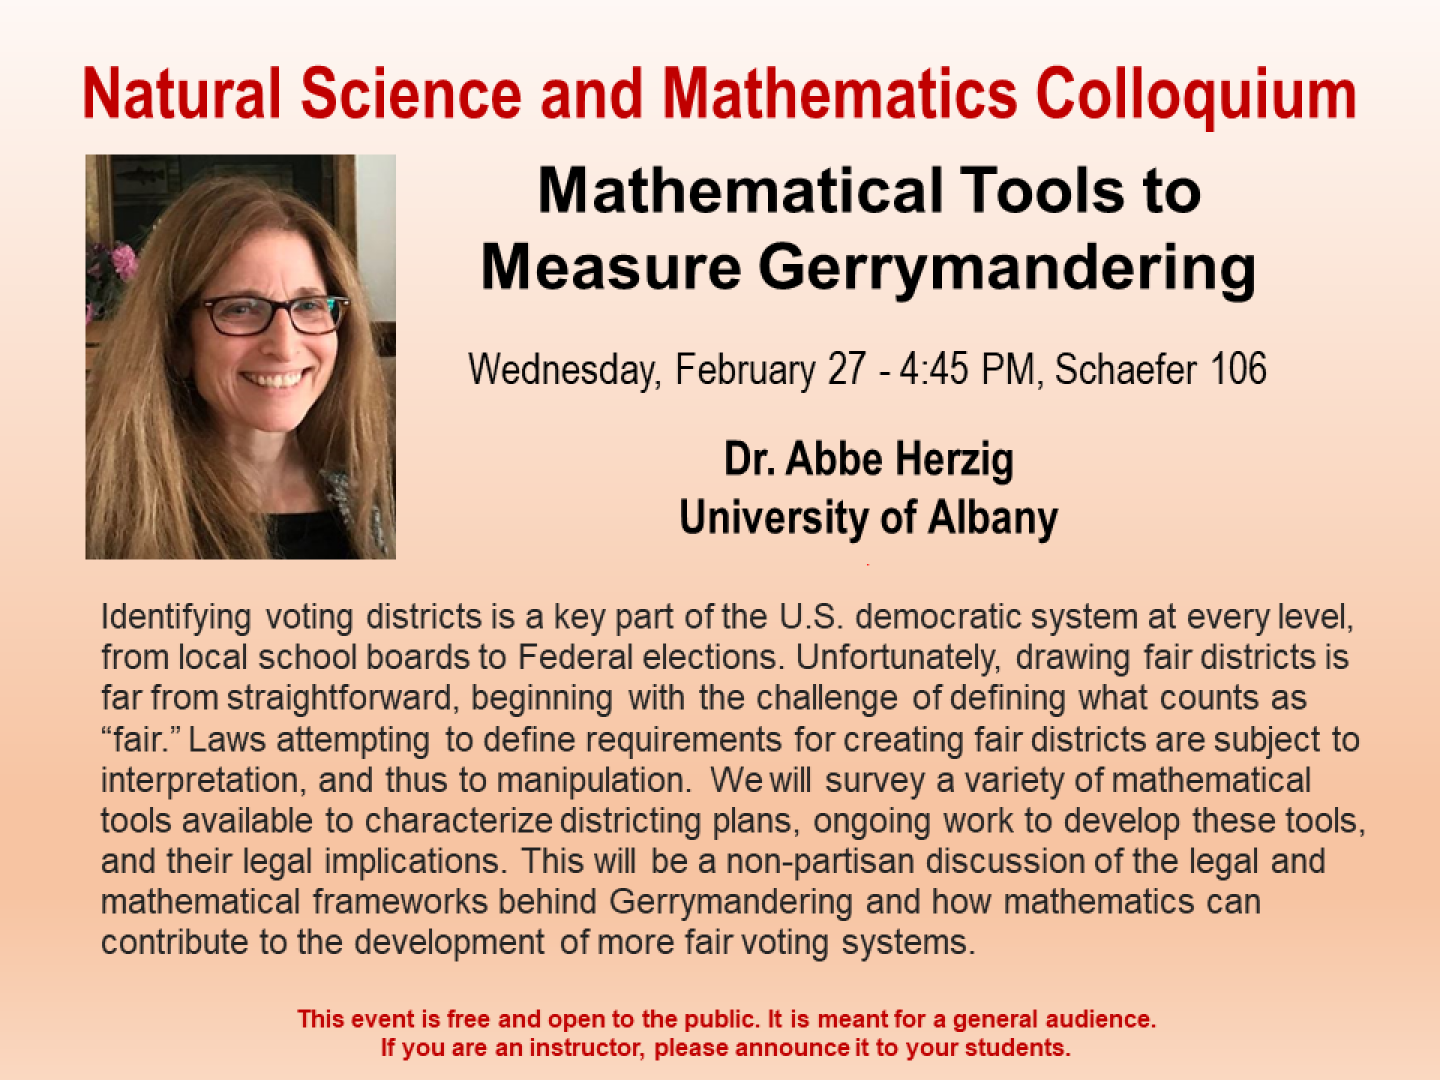 Natural Science and Mathematics Colloquium
Mathematical Tools to
Measure Gerrymandering
Wednesday, February 27 - 4:45 PM, Schaefer 106
Dr. Abbe Herzig
University of Albany
Identifying voting districts is a key part of the U.S. democratic system at every level,
from local school boards to Federal elections. Unfortunately, drawing fair districts is
far from straightforward, beginning with the challenge of defining what counts as
“fair.” Laws attempting to define requirements for creating fair districts are subject to
interpretation, and thus to manipulation. We will survey a variety of mathematical
tools available to characterize districting plans, ongoing work to develop these tools,
and their legal implications. This will be a non-partisan discussion of the legal and
mathematical frameworks behind Gerrymandering and how mathematics can
contribute to the development of more fair voting systems.
This event is free and open to the public. It is meant for a general audience.
If you are an instructor, please announce it to your students.